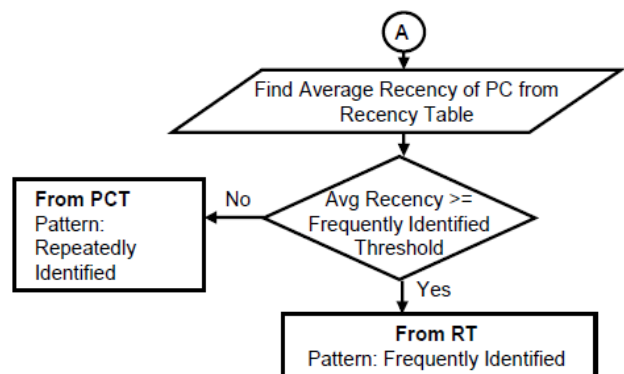 A
Find Average Recency of PC from
Recency Table
Avg Recency >=
Frequently Identified
Threshold
No
From PCT
Pattern:
Repeatedly
Identified
Yes
From RT
Pattern: Frequently Identified